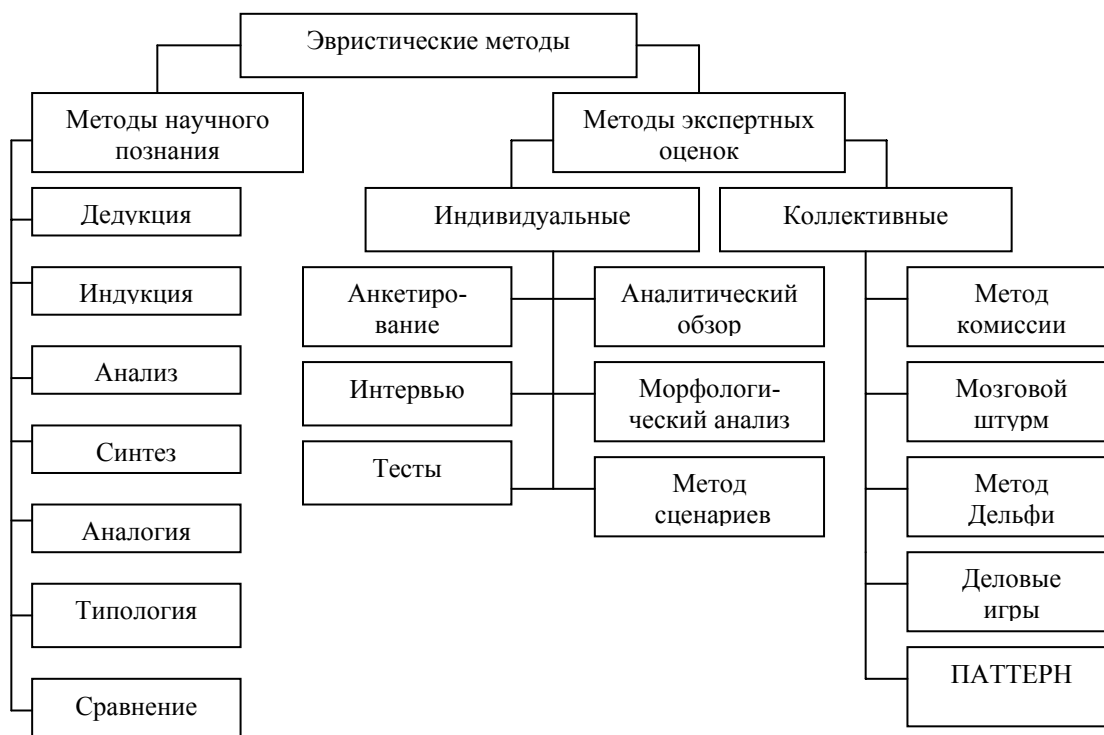 Эвристические методы
Методы научного
познания
Методы экспертных
оценок
Дедукция
Индукция
Анализ
Синтез
Аналогия
Типология
Сравнение
Индивидуальные
Коллективные
Анкетиро-
вание
Интервью
Тесты
Аналитический
обзор
Морфологи-
ческий анализ
Метод
сценариев
Метод
комиссии
Мозговой
штурм
Метод
Дельфи
Деловые
игры
ПАТТЕРН